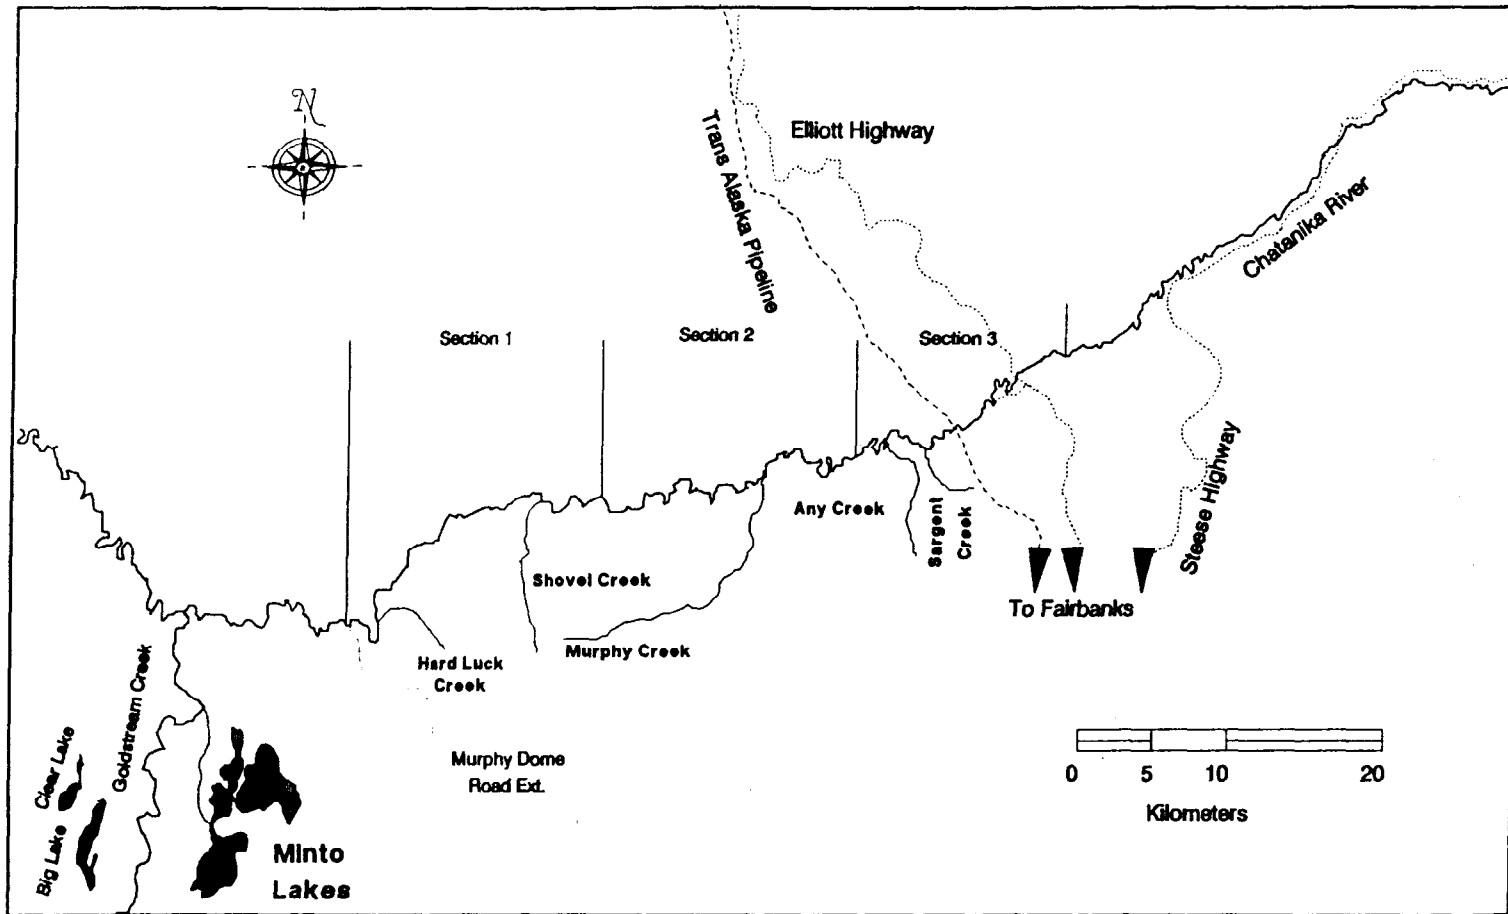 N
Elliott Highway
Trans Alaska Pipeline
Chatanika River
Section 1
Section 2
Section 3
Steese Highway
Any Creek
Sargent
Creek
Shovel Creek
To Fairbanks
Murphy Creek
Hard Luck
Creek
Goldstream Creek
Clear Lake
Big Lake
Murphy Dome
Road Ext.
Minto
Lakes
0 5 10 20
Kilometers